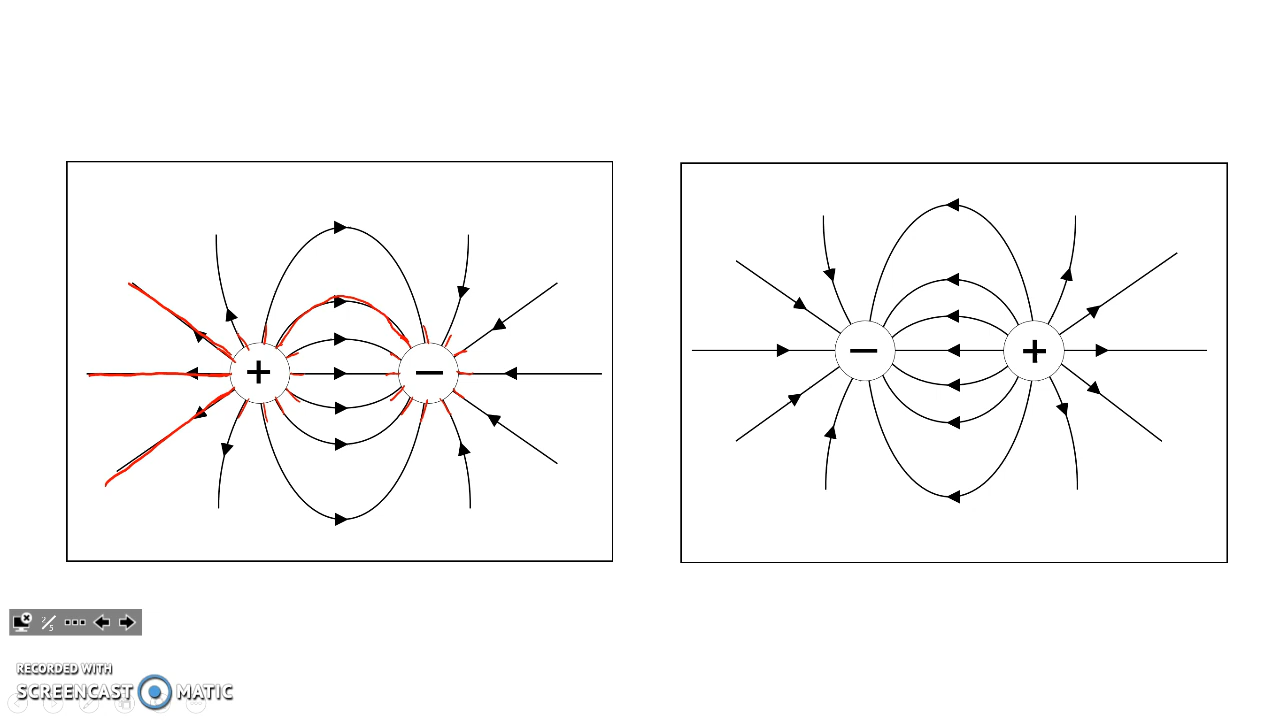 + −
− +
RECORDED WITH
SCREENCAST MATIC